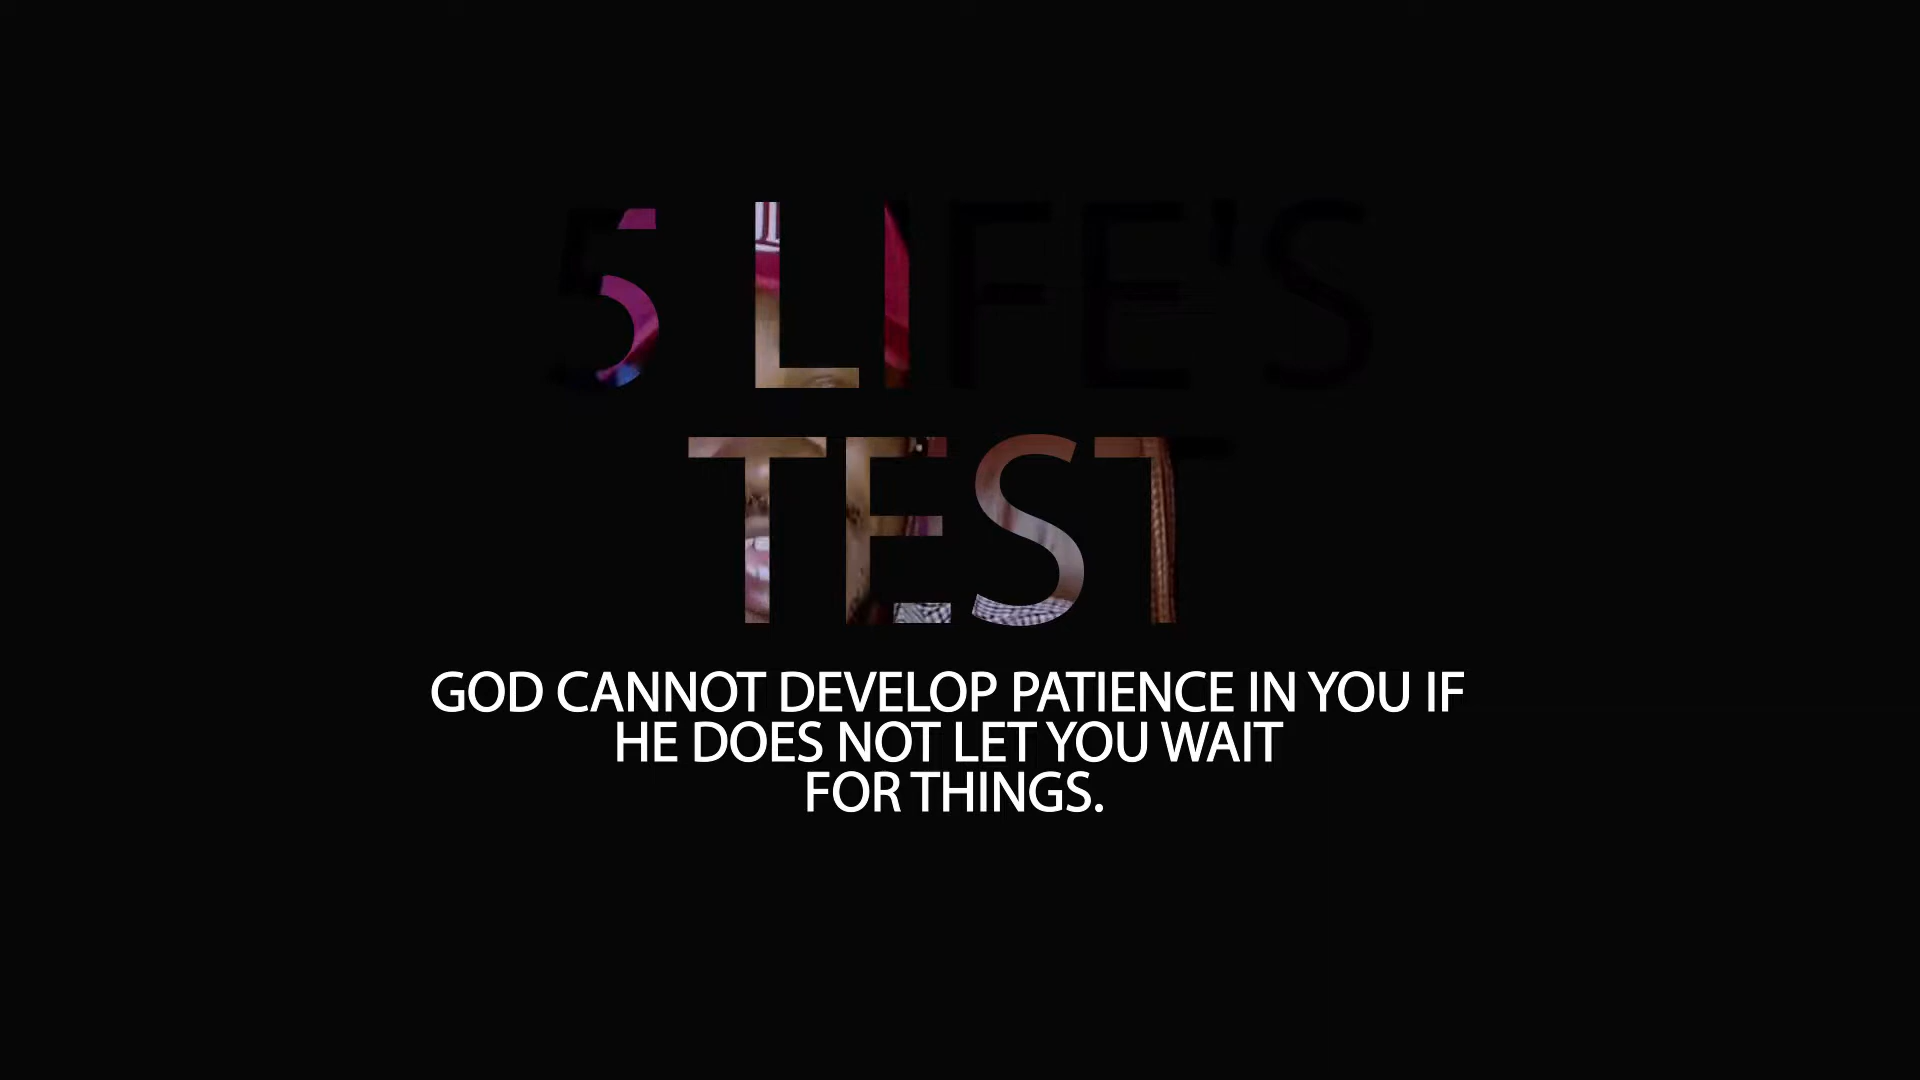 5 LIFE'S
TEST
GOD CANNOT DEVELOP PATIENCE IN YOU IF
HE DOES NOT LET YOU WAIT
FOR THINGS.